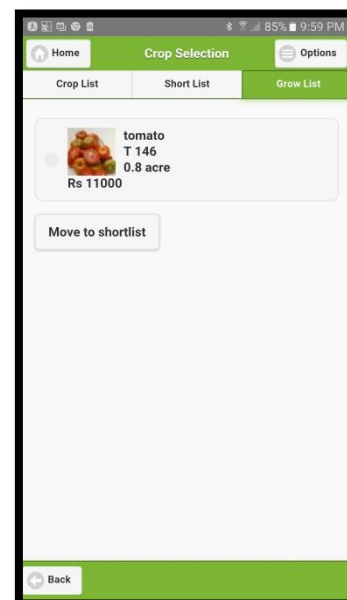 85% 9:59 PM
Home Crop Selection Options
Crop List Short List Grow List
tomato
T 146
0.8 acre
Rs 11000
Move to shortlist
Back